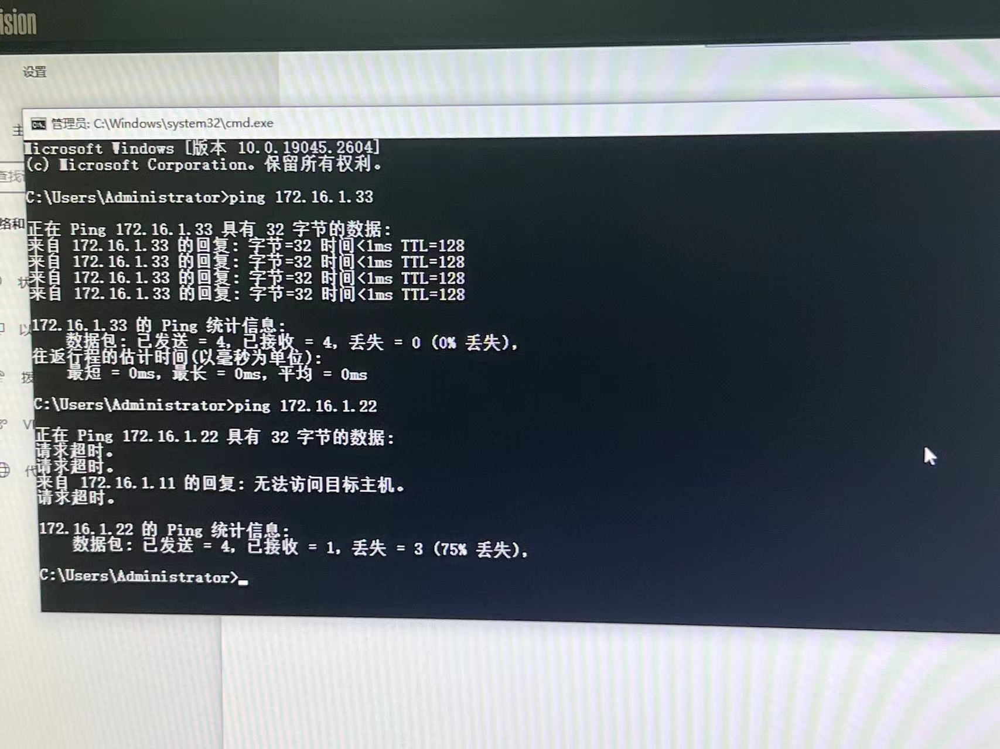 ision
设置
管理员: C:\Windows\system32\cmd.exe
Microsoft Windows [版本 10.0.19045.2604]
(c) Microsoft Corporation。保留所有权利。
C:\Users\Administrator>ping 172.16.1.33
正在 Ping 172.16.1.33 具有 32 字节的数据:
来自 172.16.1.33 的回复: 字节=32 时间<1ms TTL=128
来自 172.16.1.33 的回复: 字节=32 时间<1ms TTL=128
来自 172.16.1.33 的回复: 字节=32 时间<1ms TTL=128
来自 172.16.1.33 的回复: 字节=32 时间<1ms TTL=128
172.16.1.33 的 Ping 统计信息:
数据包: 已发送 = 4, 已接收 = 4, 丢失 = 0 (0% 丢失),
往返行程的估计时间(以毫秒为单位):
最短 = 0ms, 最长 = 0ms, 平均 = 0ms
C:\Users\Administrator>ping 172.16.1.22
正在 Ping 172.16.1.22 具有 32 字节的数据:
请求超时。
请求超时。
来自 172.16.1.11 的回复: 无法访问目标主机。
请求超时。
172.16.1.22 的 Ping 统计信息:
数据包: 已发送 = 4, 已接收 = 1, 丢失 = 3 (75% 丢失),
C:\Users\Administrator>
主
查找
络和
状
以
拨
VP
代